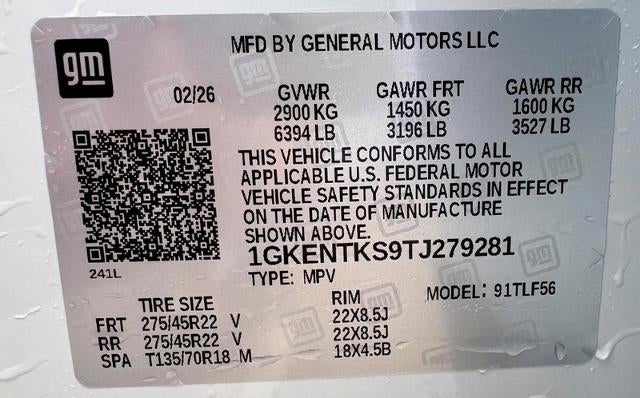 gm
MFD BY GENERAL MOTORS LLC
02/26
GVWR GAWR FRT GAWR RR
2900 KG 1450 KG 1600 KG
6394 LB 3196 LB 3527 LB
THIS VEHICLE CONFORMS TO ALL
APPLICABLE U.S. FEDERAL MOTOR
VEHICLE SAFETY STANDARDS IN EFFECT
ON THE DATE OF MANUFACTURE
SHOWN ABOVE.
1GKENTKS9TJ279281
241L
TYPE: MPV
MODEL: 91TLF56
TIRE SIZE RIM
FRT 275/45R22 V 22X8.5J
RR 275/45R22 V 22X8.5J
SPA T135/70R18 M 18X4.5B